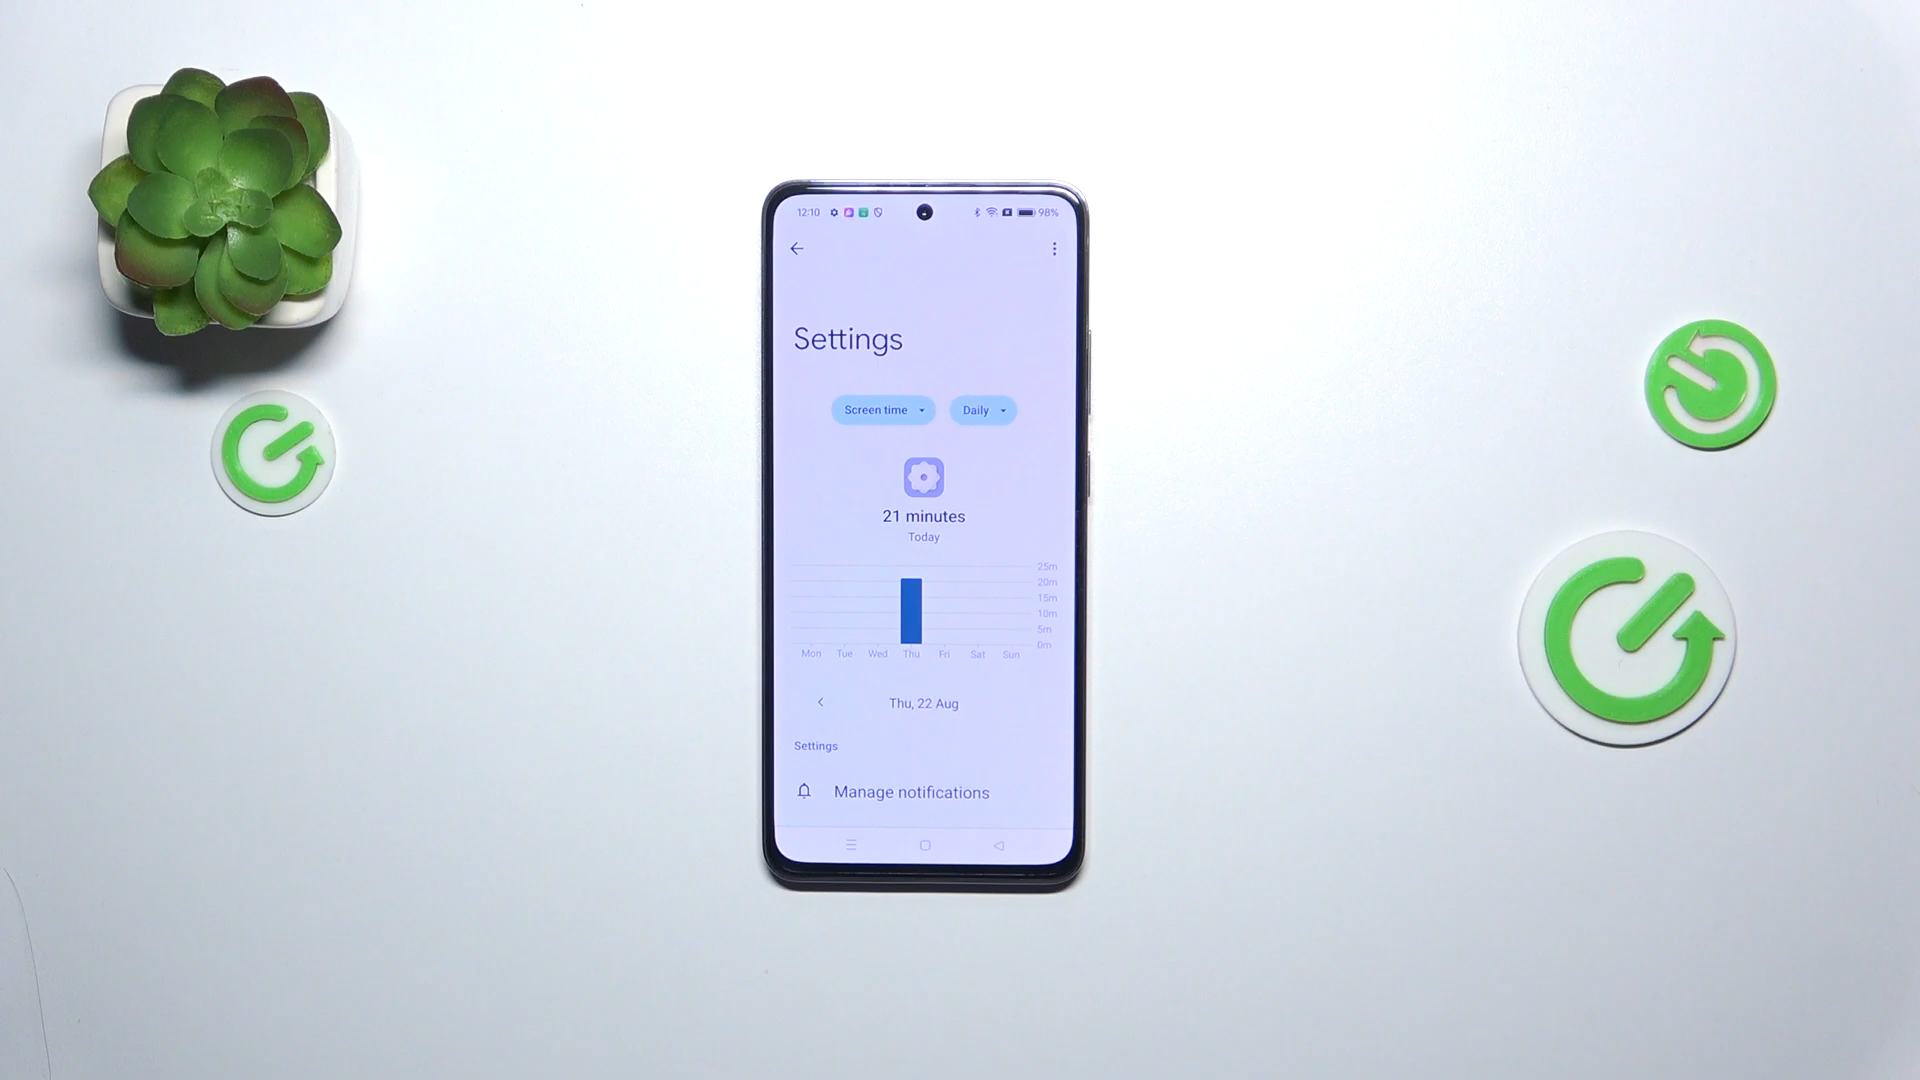 12:10 98%
Settings
Screen time Daily
21 minutes
Today
25m
20m
15m
10m
5m
0m
Mon Tue Wed Thu Fri Sat Sun
Thu, 22 Aug
Settings
Manage notifications